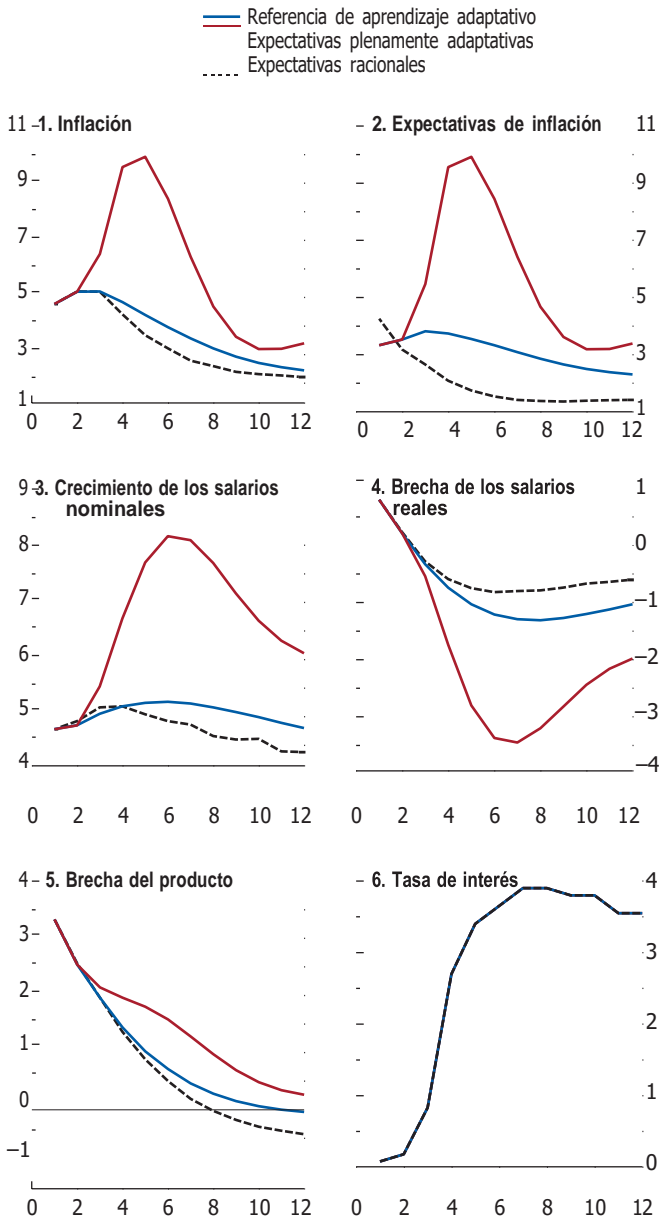 Referencia de aprendizaje adaptativo
Expectativas plenamente adaptativas
Expectativas racionales
1. Inflación
11
9
7
5
3
1
0 2 4 6 8 10 12
2. Expectativas de inflación
11
9
7
5
3
1
0 2 4 6 8 10 12
3. Crecimiento de los salarios
nominales
9
8
7
6
5
4
0 2 4 6 8 10 12
4. Brecha de los salarios
reales
1
0
–1
–2
–3
–4
0 2 4 6 8 10 12
5. Brecha del producto
4
3
2
1
0
–1
0 2 4 6 8 10 12
6. Tasa de interés
4
3
2
1
0
0 2 4 6 8 10 12